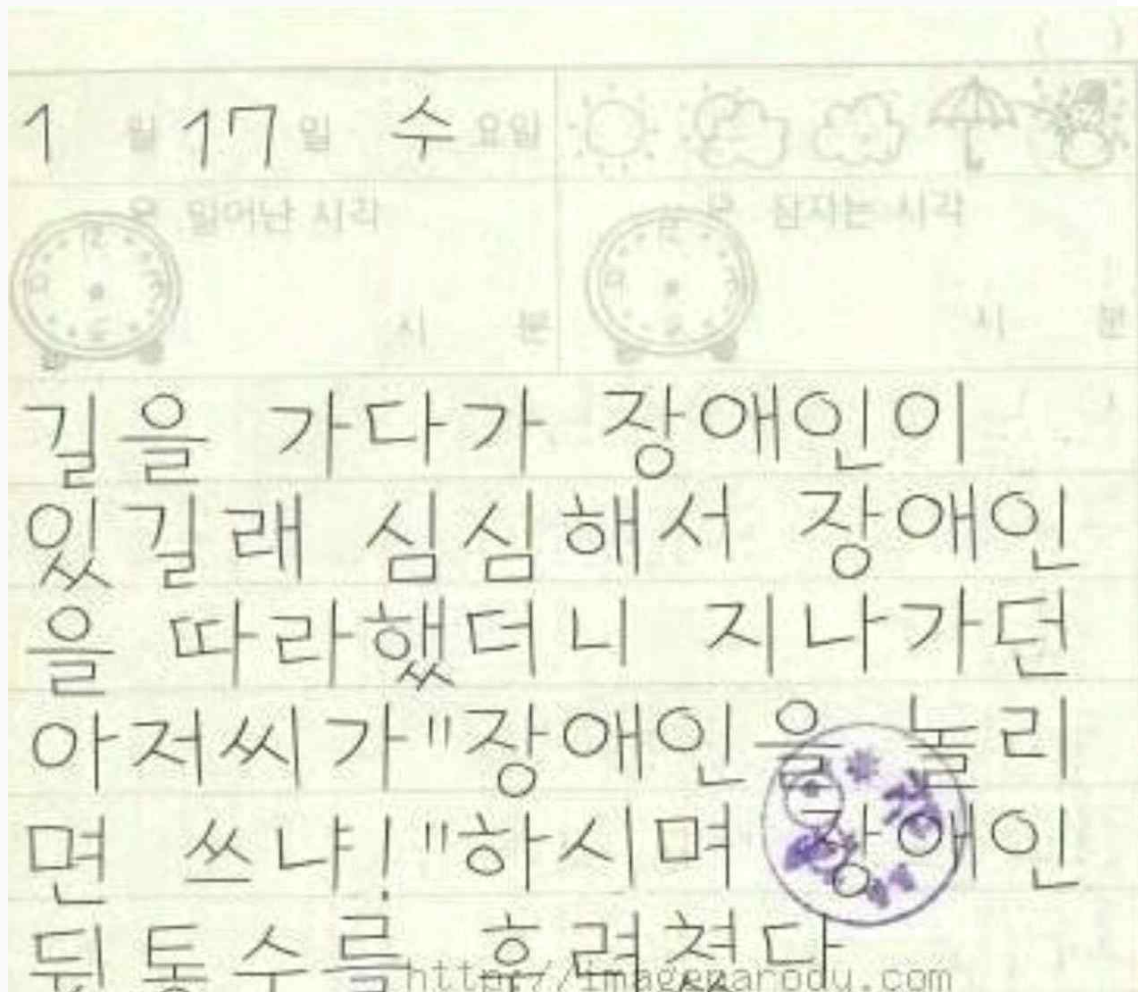 1 월 17 일 수 요일
일어난 시각
잠자는 시각
시 분
시 분
길을 가다가 장애인이
있길래 심심해서 장애인
을 따라했더니 지나가던
아저씨가"장애인을 놀리
면 쓰냐!"하시며 장애인
뒷통수를 후려쳤다
http://imageparody.com